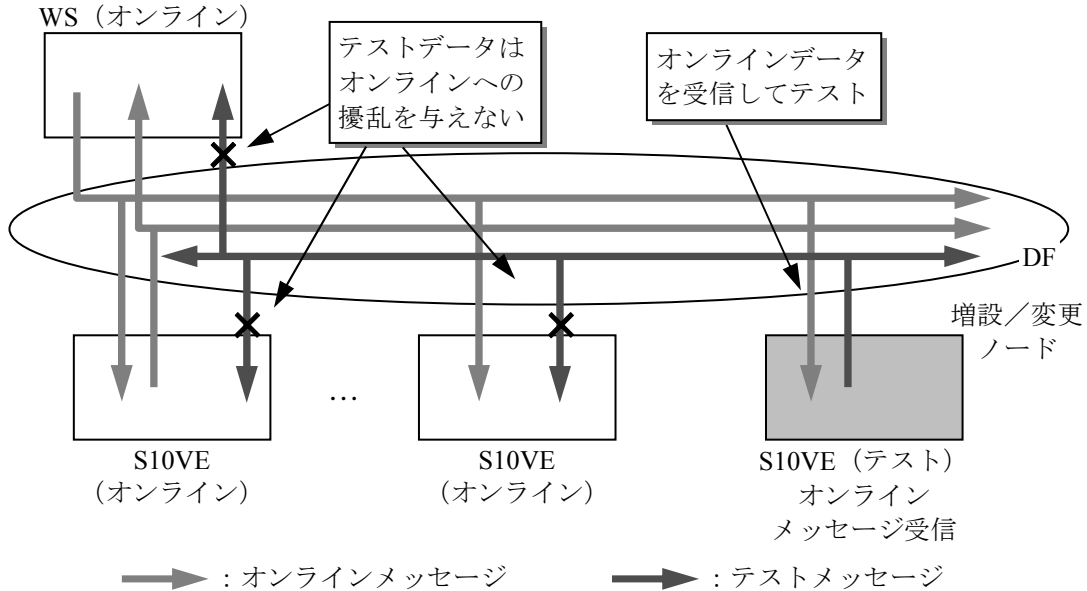 WS（オンライン）
テストデータは
オンラインへの
擾乱を与えない
オンラインデータ
を受信してテスト
DF
増設／変更
ノード
…
S10VE
（オンライン）
S10VE
（オンライン）
S10VE（テスト）
オンライン
メッセージ受信
：オンラインメッセージ
：テストメッセージ